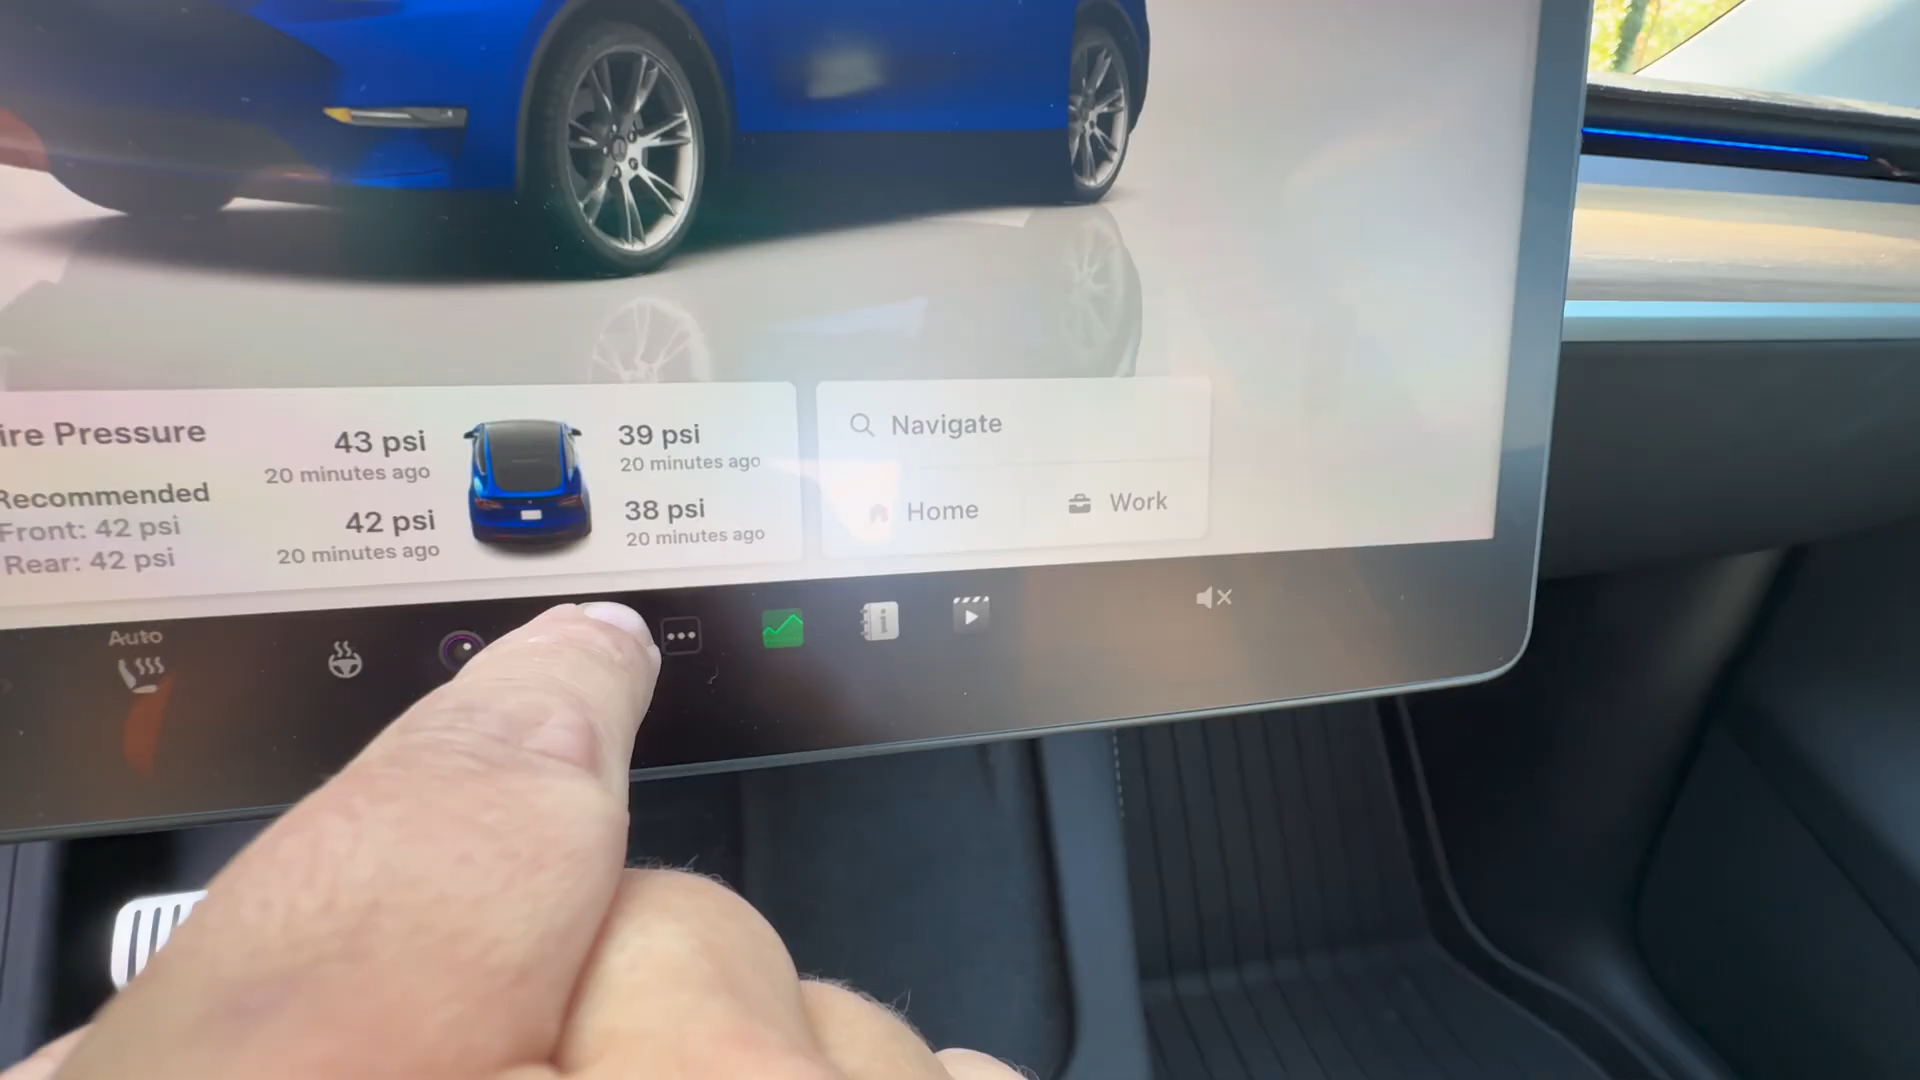 ire Pressure
43 psi
20 minutes ago
39 psi
20 minutes ago
Recommended
Front: 42 psi
Rear: 42 psi
42 psi
20 minutes ago
38 psi
20 minutes ago
Navigate
Home
Work
Auto